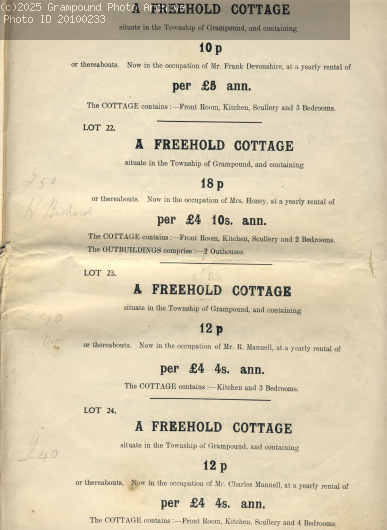 (c)2025 Grampound Photo Archives
Photo ID 20100233
A FREEHOLD COTTAGE
situate in the Township of Grampound, and containing
10 p
or thereabouts. Now in the occupation of Mr. Frank Devonshire, at a yearly rental of
per £5 ann.
The COTTAGE contains :—Front Room, Kitchen, Scullery and 3 Bedrooms.
LOT 22.
A FREEHOLD COTTAGE
situate in the Township of Grampound, and containing
18 p
or thereabouts. Now in the occupation of Mrs. Honey, at a yearly rental of
£50
per £4 10s. ann.
The COTTAGE contains :—Front Room, Kitchen, Scullery and 2 Bedrooms.
The OUTBUILDINGS comprise :—2 Outhouses.
LOT 23.
A FREEHOLD COTTAGE
situate in the Township of Grampound, and containing
£40
12 p
or thereabouts. Now in the occupation of Mr. R. Mannell, at a yearly rental of
per £4 4s. ann.
The COTTAGE contains :—Kitchen and 3 Bedrooms.
LOT 24.
A FREEHOLD COTTAGE
situate in the Township of Grampound, and containing
£40
12 p
or thereabouts. Now in the occupation of Mr. Charles Mannell, at a yearly rental of
per £4 4s. ann.
The COTTAGE contains :—Front Room, Kitchen, Scullery and 4 Bedrooms.